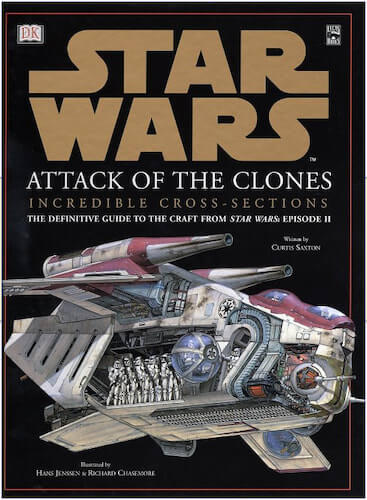 DK
STAR
WARS
™
ATTACK OF THE CLONES
INCREDIBLE CROSS-SECTIONS
THE DEFINITIVE GUIDE TO THE CRAFT FROM STAR WARS: EPISODE II
Written by
CURTIS SAXTON
Illustrated by
HANS JENSSEN & RICHARD CHASEMORE